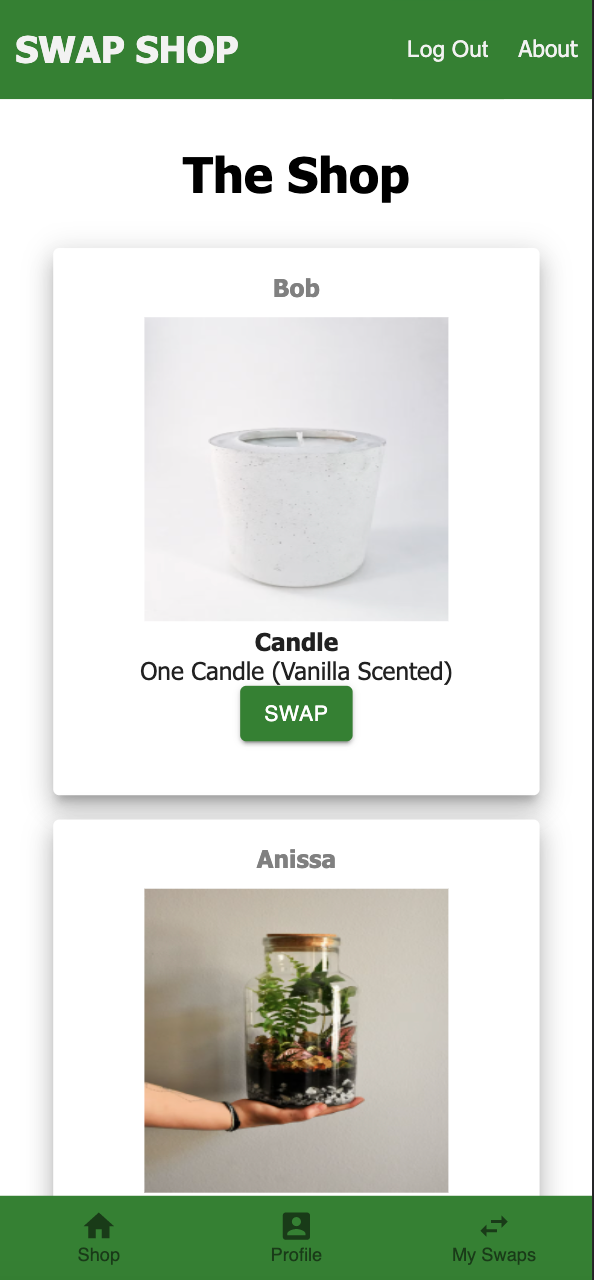 SWAP SHOP Log Out About
The Shop
Bob
Candle
One Candle (Vanilla Scented)
SWAP
Anissa
Shop Profile My Swaps